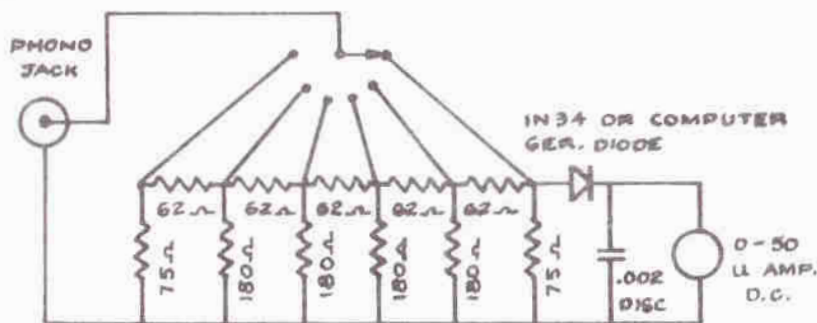 PHONO
JACK
IN34 OR COMPUTER
GER. DIODE
62Ω 62Ω 62Ω 62Ω 62Ω
75Ω 180Ω 180Ω 180Ω 180Ω 75Ω
.002
DISC
0-50
U AMP.
D.C.